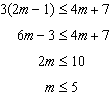 3(2m − 1) ≤ 4m + 7
6m − 3 ≤ 4m + 7
2m ≤ 10
m ≤ 5